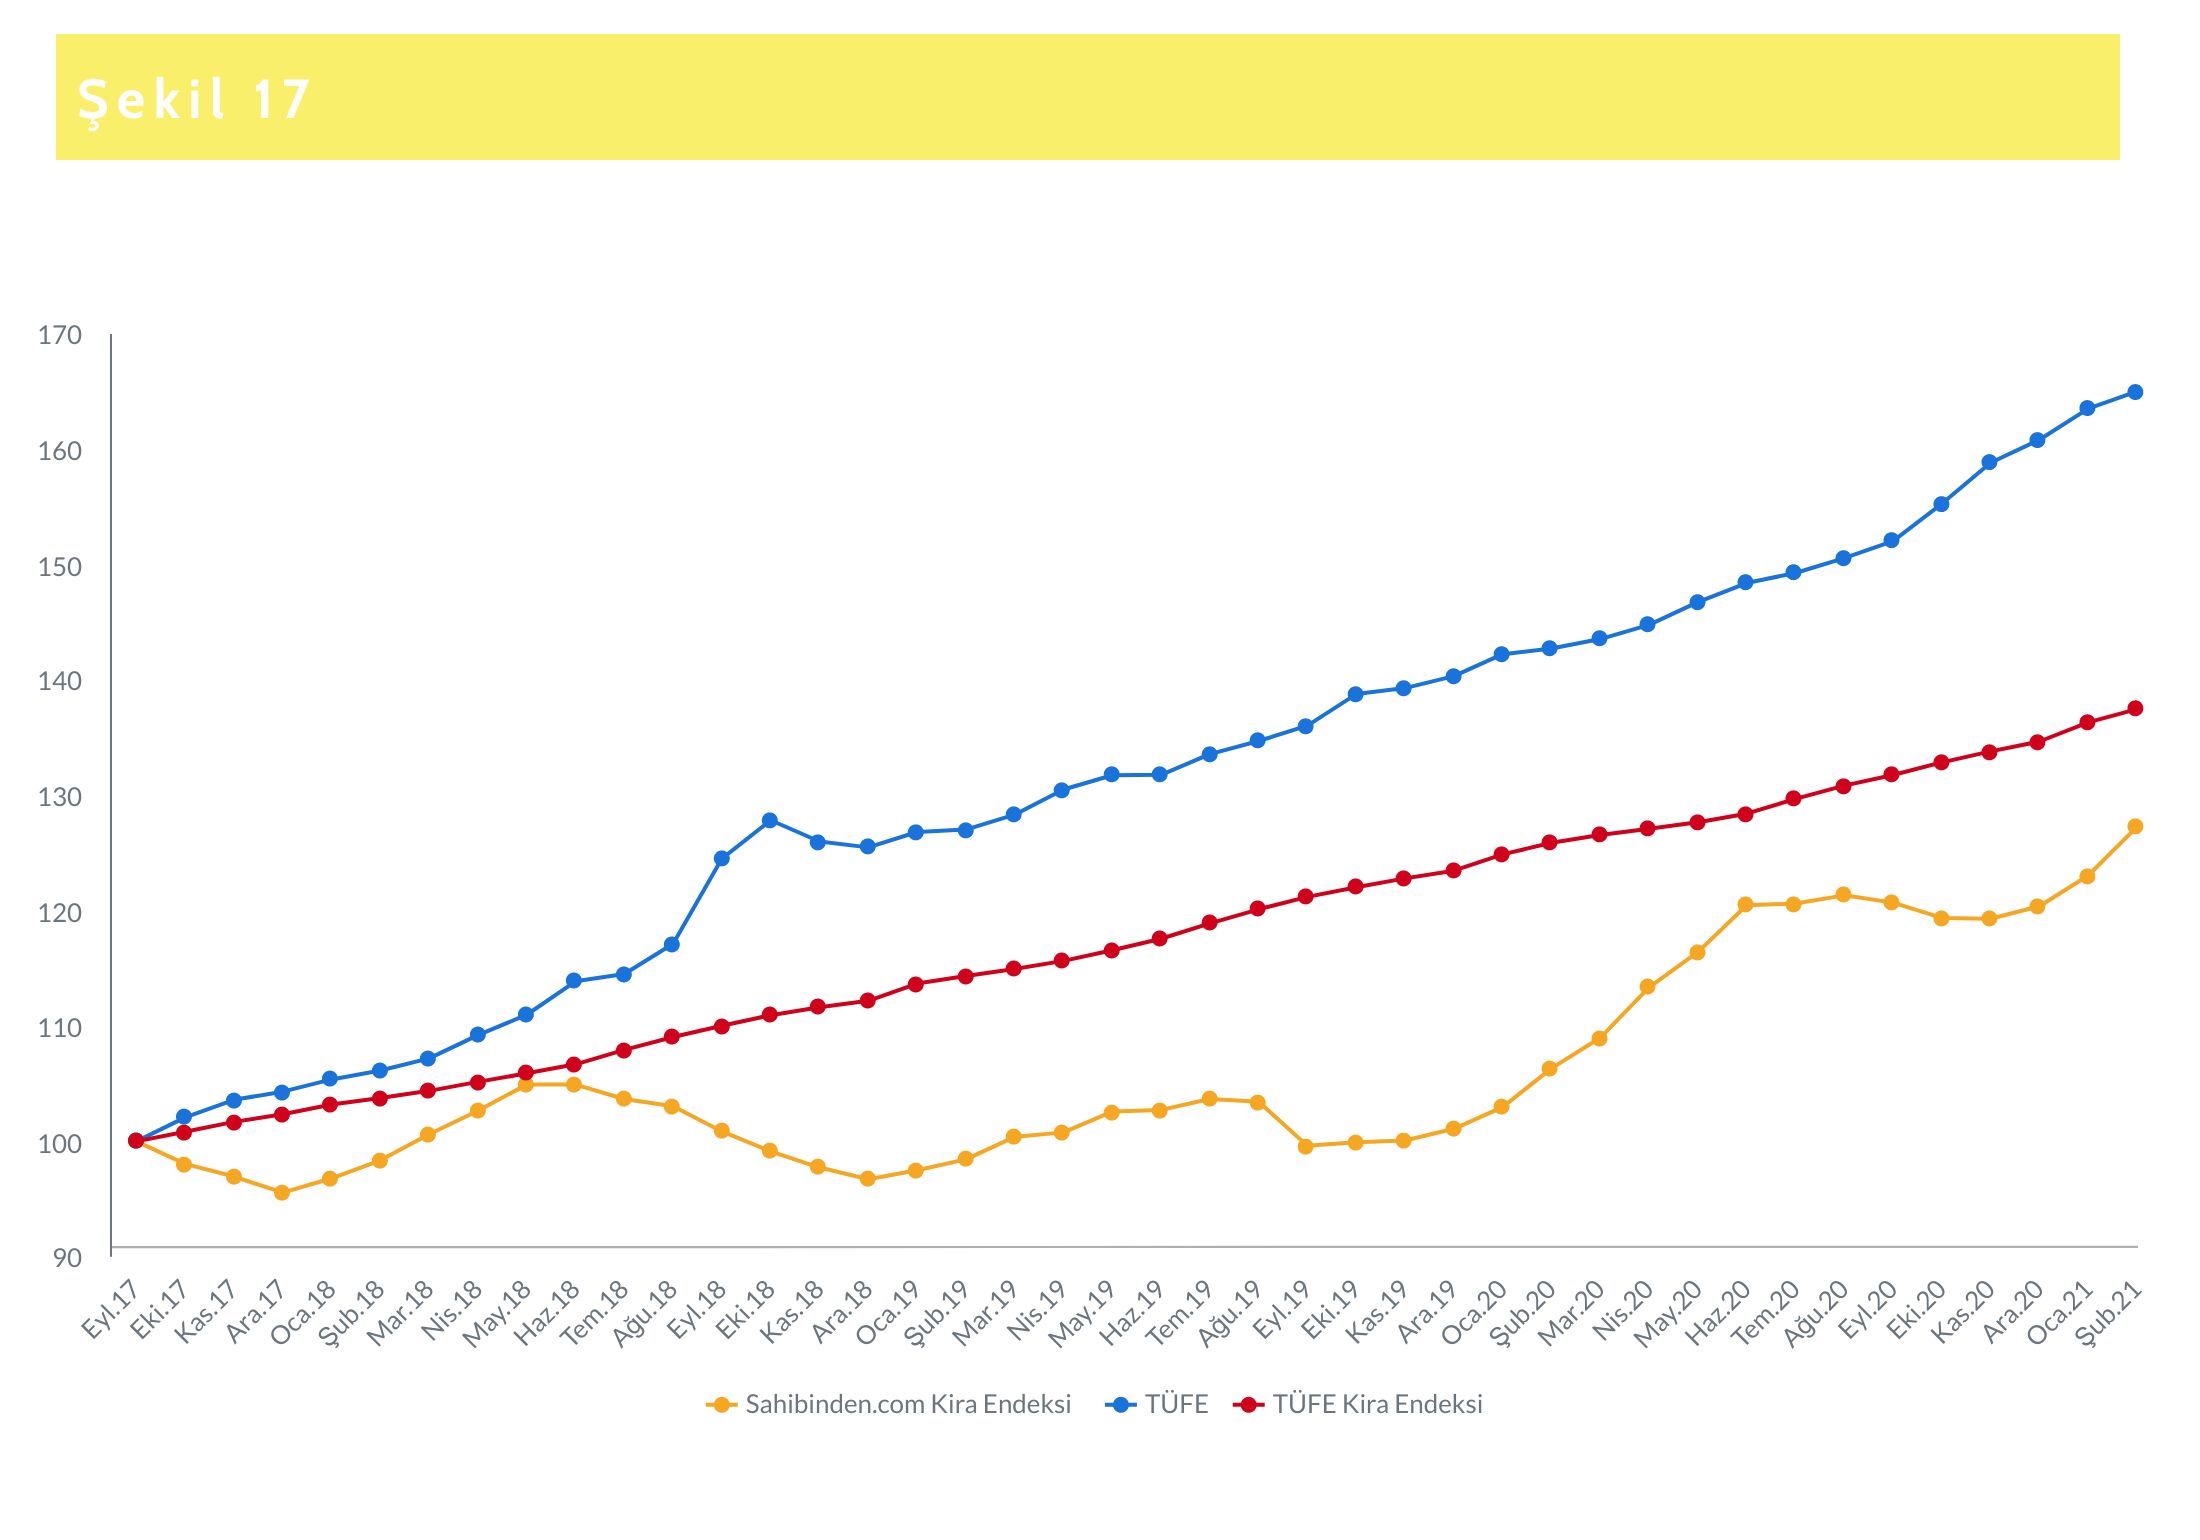 Şekil 17
170
160
150
140
130
120
110
100
90
Eyl.17
Eki.17
Kas.17
Ara.17
Oca.18
Şub.18
Mar.18
Nis.18
May.18
Haz.18
Tem.18
Ağu.18
Eyl.18
Eki.18
Kas.18
Ara.18
Oca.19
Şub.19
Mar.19
Nis.19
May.19
Haz.19
Tem.19
Ağu.19
Eyl.19
Eki.19
Kas.19
Ara.19
Oca.20
Şub.20
Mar.20
Nis.20
May.20
Haz.20
Tem.20
Ağu.20
Eyl.20
Eki.20
Kas.20
Ara.20
Oca.21
Şub.21
Sahibinden.com Kira Endeksi TÜFE TÜFE Kira Endeksi